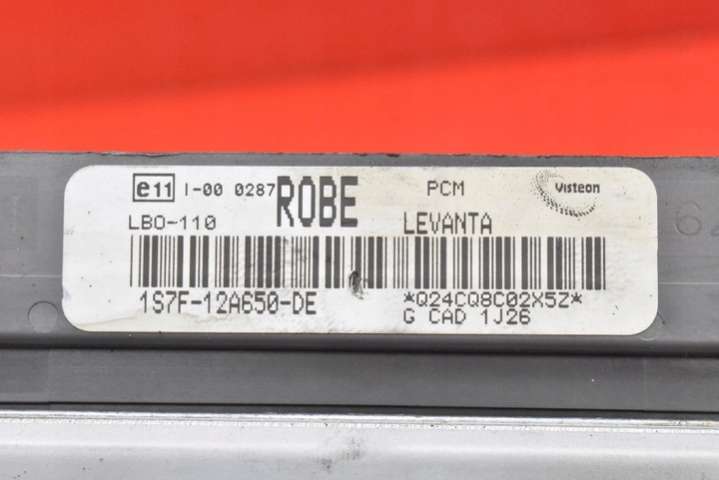 e11 I-00 0287 ROBE PCM Visteon
LBO-110 LEVANTA
1S7F-12A650-DE *Q24CQ8C02X5Z*
G CAD 1J26